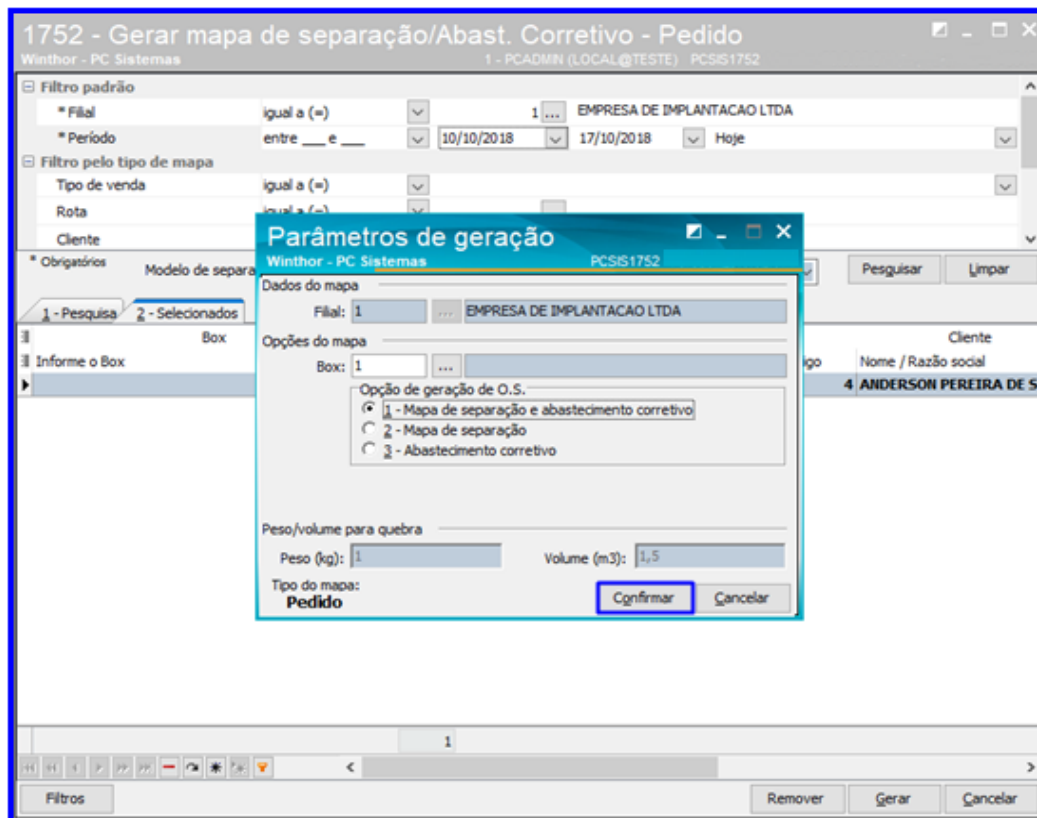 1752 - Gerar mapa de separação/Abast. Corretivo - Pedido
Winthor - PC Sistemas 1 - PCADMIN (LOCAL@TESTE) PCSIS1752
Filtro padrão
* Filial igual a (=) 1 ... EMPRESA DE IMPLANTACAO LTDA
* Período entre ___ e ___ 10/10/2018 17/10/2018 Hoje
Filtro pelo tipo de mapa
Tipo de venda igual a (=)
Rota igual a (=)
Cliente
* Obrigatórios Modelo de separa Pesquisar Limpar
1 - Pesquisa 2 - Selecionados
Box Cliente
Informe o Box igo Nome / Razão social
4 ANDERSON PEREIRA DE S
Parâmetros de geração
Winthor - PC Sistemas PCSIS1752
Dados do mapa
Filial: 1 ... EMPRESA DE IMPLANTACAO LTDA
Opções do mapa
Box: 1 ...
Opção de geração de O.S.
1 - Mapa de separação e abastecimento corretivo
2 - Mapa de separação
3 - Abastecimento corretivo
Peso/volume para quebra
Peso (kg): 1 Volume (m3): 1,5
Tipo do mapa:
Pedido
Confirmar Cancelar
1
Filtros Remover Gerar Cancelar